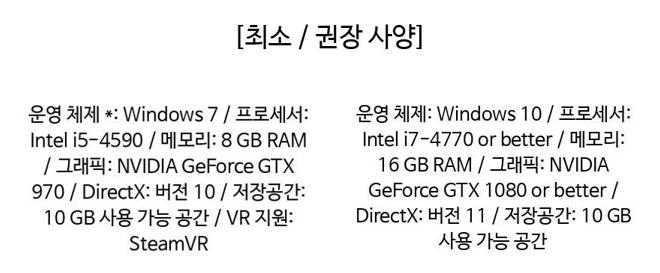 [최소 / 권장 사양]
운영 체제 *: Windows 7 / 프로세서:
Intel i5-4590 / 메모리: 8 GB RAM
/ 그래픽: NVIDIA GeForce GTX
970 / DirectX: 버전 10 / 저장공간:
10 GB 사용 가능 공간 / VR 지원:
SteamVR
운영 체제: Windows 10 / 프로세서:
Intel i7-4770 or better / 메모리:
16 GB RAM / 그래픽: NVIDIA
GeForce GTX 1080 or better /
DirectX: 버전 11 / 저장공간: 10 GB
사용 가능 공간